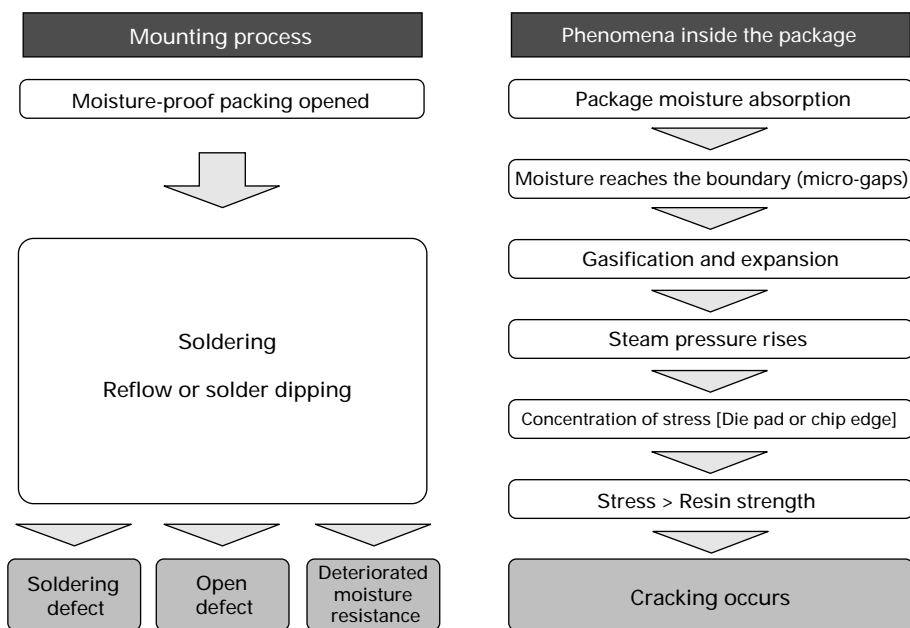 Mounting process
Moisture-proof packing opened
Soldering
Reflow or solder dipping
Soldering
defect
Open
defect
Deteriorated
moisture
resistance
Phenomena inside the package
Package moisture absorption
Moisture reaches the boundary (micro-gaps)
Gasification and expansion
Steam pressure rises
Concentration of stress [Die pad or chip edge]
Stress > Resin strength
Cracking occurs